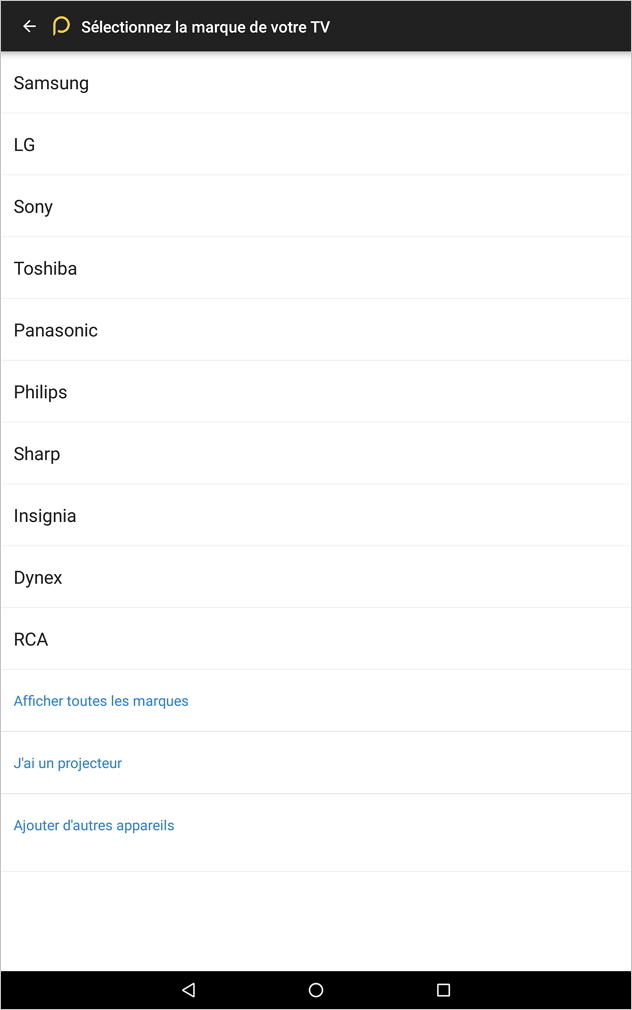 Sélectionnez la marque de votre TV
Samsung
LG
Sony
Toshiba
Panasonic
Philips
Sharp
Insignia
Dynex
RCA
Afficher toutes les marques
J'ai un projecteur
Ajouter d'autres appareils